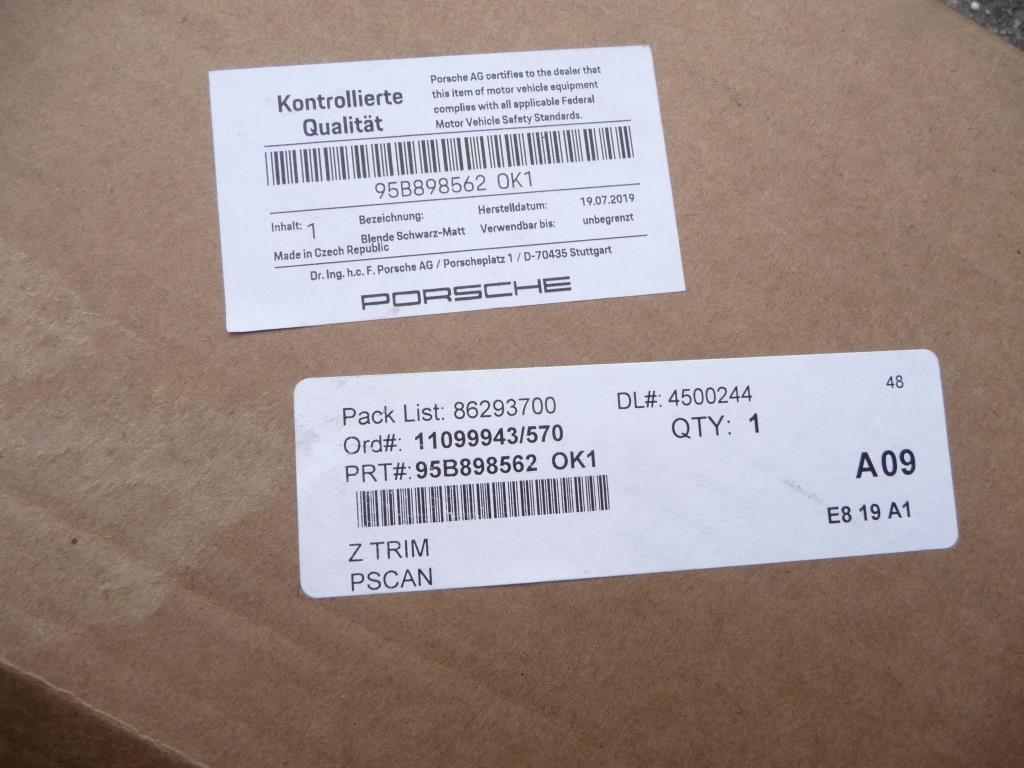 Kontrollierte
Qualität
Porsche AG certifies to the dealer that
this item of motor vehicle equipment
complies with all applicable Federal
Motor Vehicle Safety Standards.
95B898562 OK1
Inhalt: 1
Bezeichnung:
Blende Schwarz-Matt
Herstelldatum: 19.07.2019
Verwendbar bis: unbegrenzt
Made in Czech Republic
Dr. Ing. h.c. F. Porsche AG / Porscheplatz 1 / D-70435 Stuttgart
PORSCHE
Pack List: 86293700 DL#: 4500244 48
Ord#: 11099943/570 QTY: 1
PRT#: 95B898562 OK1 A09
E8 19 A1
Z TRIM
PSCAN